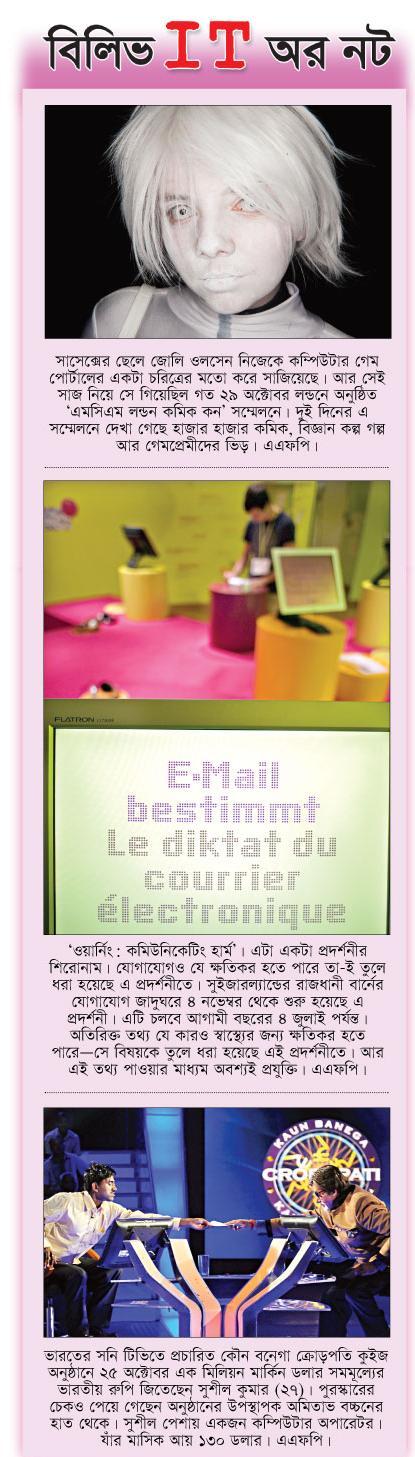 বিলিভ IT অর নট
সাসেক্সের ছেলে জোলি ওলসেন নিজেকে কম্পিউটার গেম
পোর্টালের একটা চরিত্রের মতো করে সাজিয়েছে। আর সেই
সাজ নিয়ে সে গিয়েছিল গত ২৯ অক্টোবর লন্ডনে অনুষ্ঠিত
‘এমসিএম লন্ডন কমিক কন’ সম্মেলনে। দুই দিনের এ
সম্মেলনে দেখা গেছে হাজার হাজার কমিক, বিজ্ঞান কল্প গল্প
আর গেমপ্রেমীদের ভিড়। এএফপি।
FLATRON
E-Mail
bestimmt
Le diktat du
courrier
électronique
‘ওয়ার্নিং : কমিউনিকেটিং হার্ম’। এটা একটা প্রদর্শনীর
শিরোনাম। যোগাযোগও যে ক্ষতিকর হতে পারে তা-ই তুলে
ধরা হয়েছে এ প্রদর্শনীতে। সুইজারল্যান্ডের রাজধানী বার্নের
যোগাযোগ জাদুঘরে ৪ নভেম্বর থেকে শুরু হয়েছে এ
প্রদর্শনী। এটি চলবে আগামী বছরের ৪ জুলাই পর্যন্ত।
অতিরিক্ত তথ্য যে কারও স্বাস্থ্যের জন্য ক্ষতিকর হতে
পারে—সে বিষয়কে তুলে ধরা হয়েছে এই প্রদর্শনীতে। আর
এই তথ্য পাওয়ার মাধ্যম অবশ্যই প্রযুক্তি। এএফপি।
KAUN BANEGA
CROREPATI
ভারতের সনি টিভিতে প্রচারিত কৌন বনেগা ক্রোড়পতি কুইজ
অনুষ্ঠানে ২৫ অক্টোবর এক মিলিয়ন মার্কিন ডলার সমমূল্যের
ভারতীয় রুপি জিতেছেন সুশীল কুমার (২৭)। পুরস্কারের
চেকও পেয়ে গেছেন অনুষ্ঠানের উপস্থাপক অমিতাভ বচ্চনের
হাত থেকে। সুশীল পেশায় একজন কম্পিউটার অপারেটর।
যাঁর মাসিক আয় ১৩০ ডলার। এএফপি।